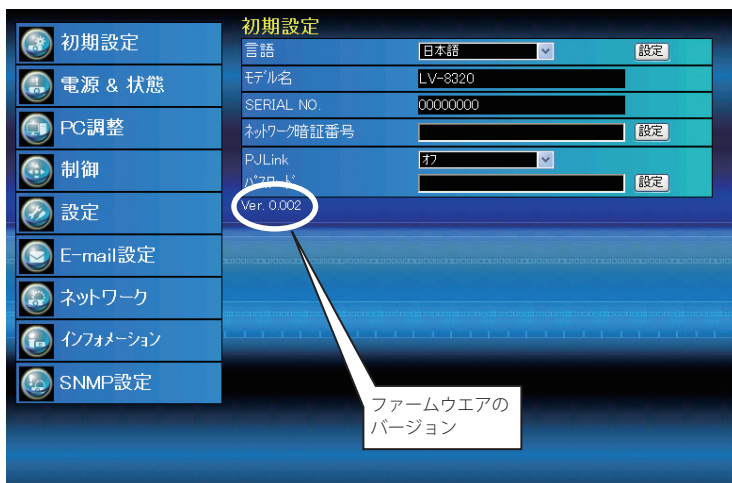 初期設定
電源 & 状態
PC調整
制御
設定
E-mail設定
ネットワーク
インフォメーション
SNMP設定
初期設定
言語 日本語 設定
モデル名 LV-8320
SERIAL NO. 00000000
ネットワーク暗証番号 設定
PJLink オフ
パスワード 設定
Ver. 0.002
ファームウエアの
バージョン